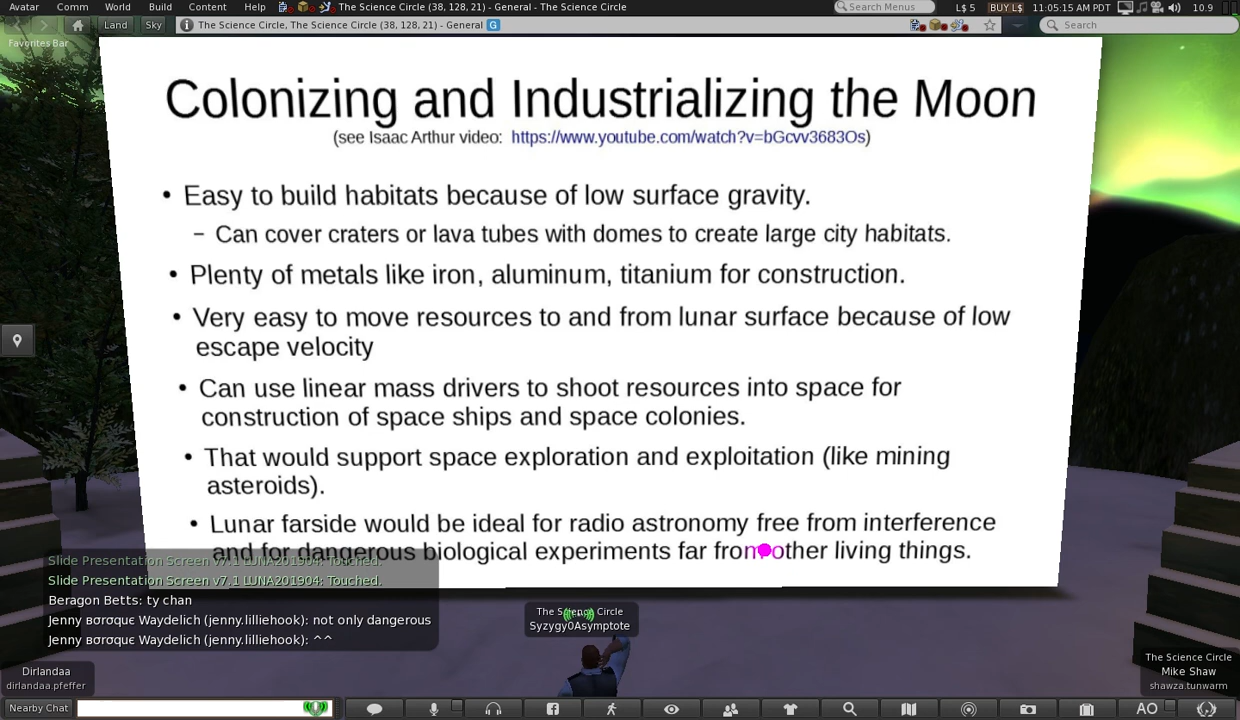 Avatar Comm World Build Content Help The Science Circle (38, 128, 21) - General - The Science Circle Search Menus L$ 5 BUY L$ 11:05:15 AM PDT 10.9
Land Sky The Science Circle, The Science Circle (38, 128, 21) - General G Search
Favorites Bar
Colonizing and Industrializing the Moon
(see Isaac Arthur video: https://www.youtube.com/watch?v=bGcvv3683Os)
• Easy to build habitats because of low surface gravity.
– Can cover craters or lava tubes with domes to create large city habitats.
• Plenty of metals like iron, aluminum, titanium for construction.
• Very easy to move resources to and from lunar surface because of low
escape velocity
• Can use linear mass drivers to shoot resources into space for
construction of space ships and space colonies.
• That would support space exploration and exploitation (like mining
asteroids).
• Lunar farside would be ideal for radio astronomy free from interference
and for dangerous biological experiments far from other living things.
Slide Presentation Screen v7.1 LUNA201904: Touched.
Slide Presentation Screen v7.1 LUNA201904: Touched.
Beragon Betts: ty chan
Jenny вσrσqυє Waydelich (jenny.lilliehook): not only dangerous
Jenny вσrσqυє Waydelich (jenny.lilliehook): ^^
The Science Circle
Syzygy0Asymptote
Dirlandaa
dirlandaa.pfeffer
The Science Circle
Mike Shaw
shawza.tunwarm
Nearby Chat AO